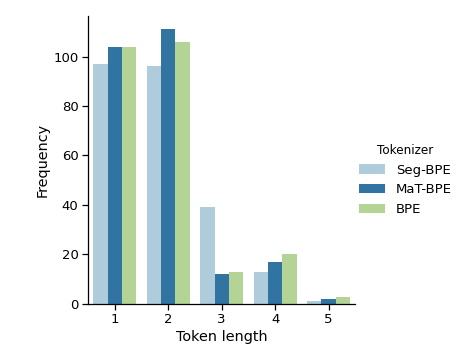 100
80
60
40
20
0
Frequency
1 2 3 4 5
Token length
Tokenizer
Seg-BPE
MaT-BPE
BPE